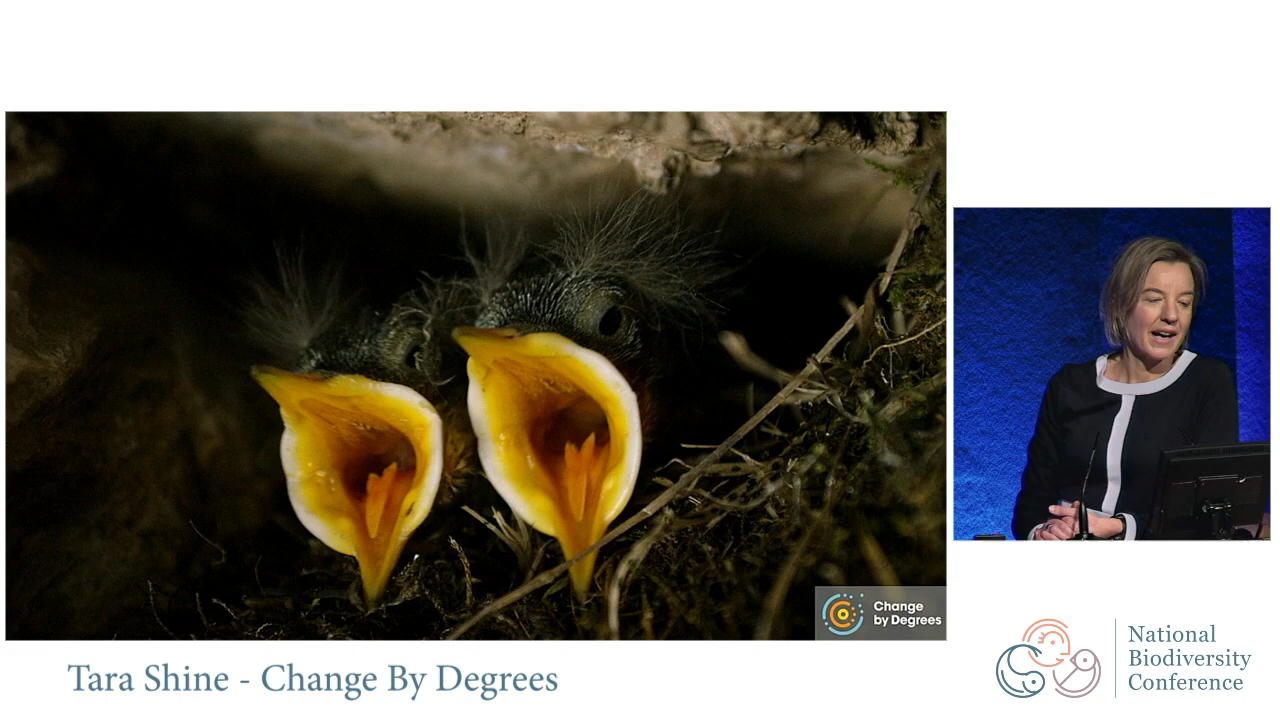 Change
by Degrees
Tara Shine - Change By Degrees
National
Biodiversity
Conference